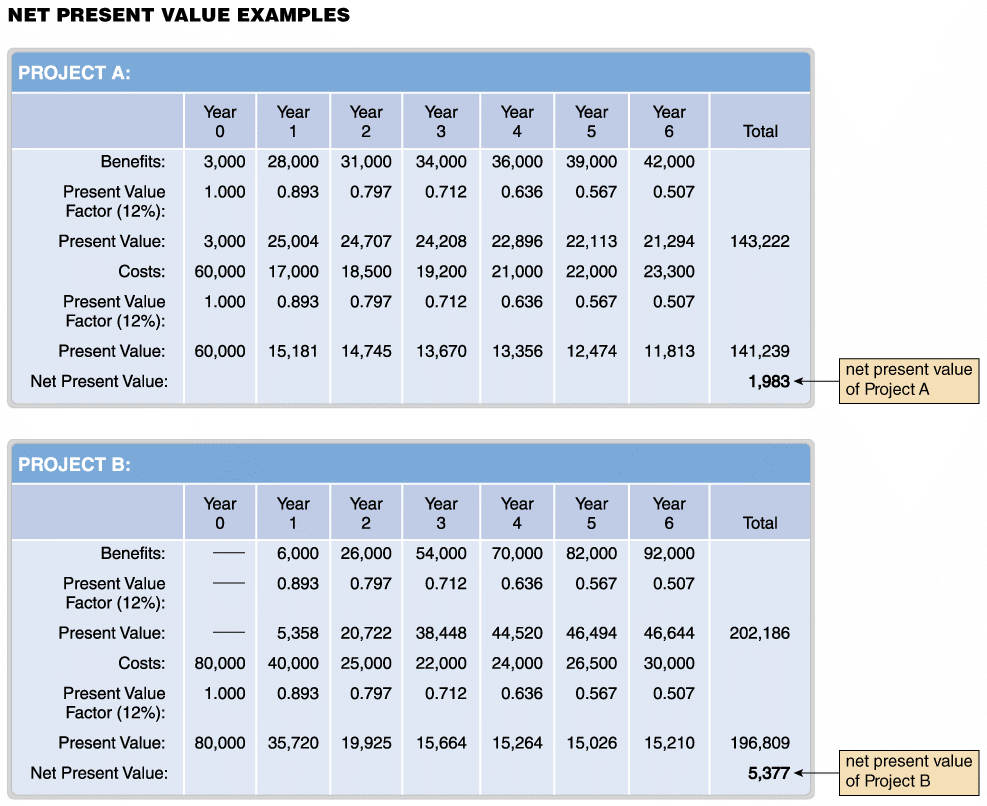 NET PRESENT VALUE EXAMPLES
PROJECT A:
Year Year Year Year Year Year Year
0 1 2 3 4 5 6 Total
Benefits: 3,000 28,000 31,000 34,000 36,000 39,000 42,000
Present Value 1.000 0.893 0.797 0.712 0.636 0.567 0.507
Factor (12%):
Present Value: 3,000 25,004 24,707 24,208 22,896 22,113 21,294 143,222
Costs: 60,000 17,000 18,500 19,200 21,000 22,000 23,300
Present Value 1.000 0.893 0.797 0.712 0.636 0.567 0.507
Factor (12%):
Present Value: 60,000 15,181 14,745 13,670 13,356 12,474 11,813 141,239
Net Present Value: 1,983
net present value
of Project A
PROJECT B:
Year Year Year Year Year Year Year
0 1 2 3 4 5 6 Total
Benefits: —— 6,000 26,000 54,000 70,000 82,000 92,000
Present Value —— 0.893 0.797 0.712 0.636 0.567 0.507
Factor (12%):
Present Value: —— 5,358 20,722 38,448 44,520 46,494 46,644 202,186
Costs: 80,000 40,000 25,000 22,000 24,000 26,500 30,000
Present Value 1.000 0.893 0.797 0.712 0.636 0.567 0.507
Factor (12%):
Present Value: 80,000 35,720 19,925 15,664 15,264 15,026 15,210 196,809
Net Present Value: 5,377
net present value
of Project B